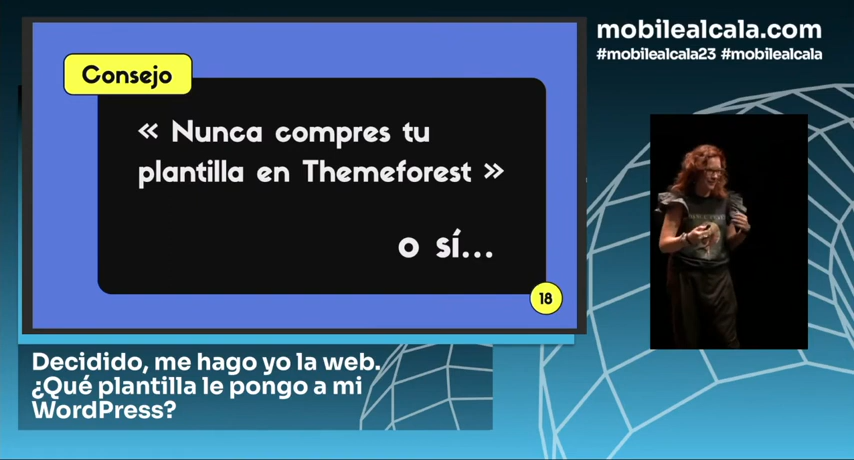 mobilealcala.com
#mobilealcala23 #mobilealcala
Consejo
« Nunca compres tu
plantilla en Themeforest »
o sí...
18
Decidido, me hago yo la web.
¿Qué plantilla le pongo a mi
WordPress?